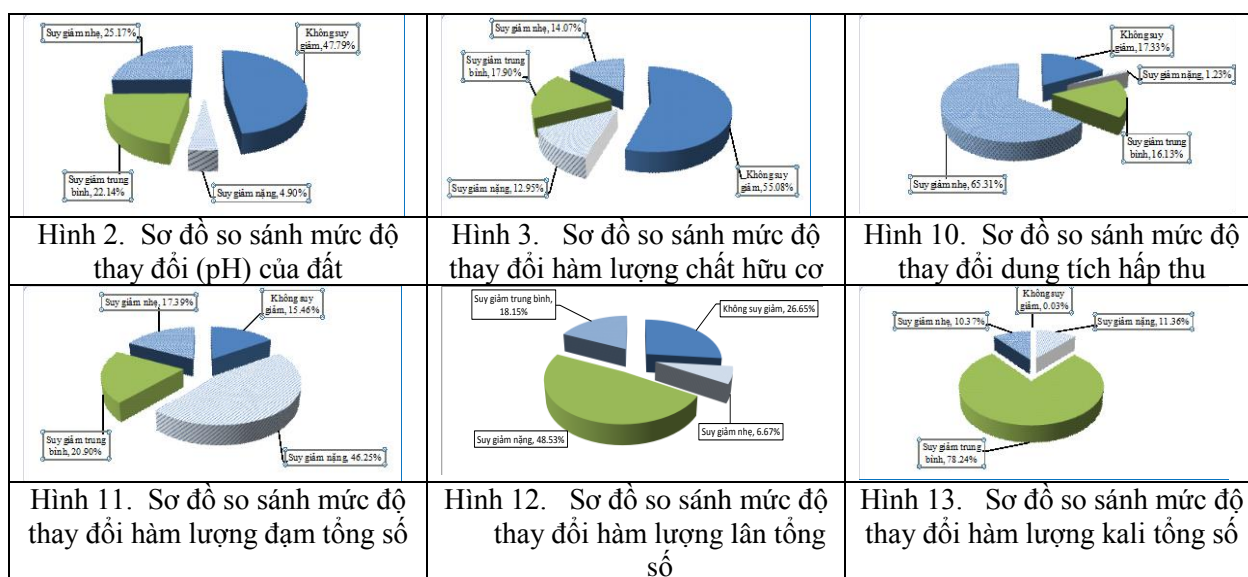 Suy giảm nhẹ, 25.17%
Không suy
giảm, 47.79%
Suy giảm trung
bình, 22.14%
Suy giảm nặng, 4.90%
Hình 2. Sơ đồ so sánh mức độ
thay đổi (pH) của đất
Suy giảm nhẹ, 14.07%
Suy giảm trung
bình, 17.90%
Suy giảm nặng, 12.95%
Không suy
giảm, 55.08%
Hình 3. Sơ đồ so sánh mức độ
thay đổi hàm lượng chất hữu cơ
Không suy
giảm, 17.33%
Suy giảm nặng, 1.23%
Suy giảm trung
bình, 16.13%
Suy giảm nhẹ, 65.31%
Hình 10. Sơ đồ so sánh mức độ
thay đổi dung tích hấp thu
Suy giảm nhẹ, 17.39%
Không suy
giảm, 15.46%
Suy giảm trung
bình, 20.90%
Suy giảm nặng, 46.25%
Hình 11. Sơ đồ so sánh mức độ
thay đổi hàm lượng đạm tổng số
Suy giảm trung bình,
18.15%
Không suy giảm, 26.65%
Suy giảm nặng, 48.53%
Suy giảm nhẹ, 6.67%
Hình 12. Sơ đồ so sánh mức độ
thay đổi hàm lượng lân tổng
số
Không suy
giảm, 0.03%
Suy giảm nhẹ, 10.37%
Suy giảm nặng, 11.36%
Suy giảm trung
bình, 78.24%
Hình 13. Sơ đồ so sánh mức độ
thay đổi hàm lượng kali tổng số